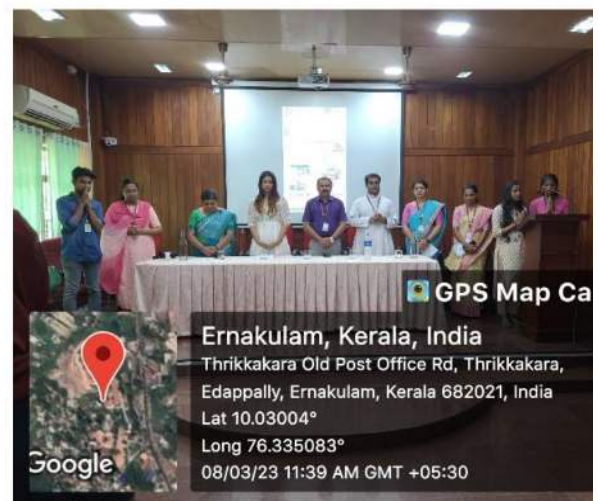 GPS Map Ca
Ernakulam, Kerala, India
Thrikkakara Old Post Office Rd, Thrikkakara,
Edappally, Ernakulam, Kerala 682021, India
Lat 10.03004°
Long 76.335083°
08/03/23 11:39 AM GMT +05:30
Google